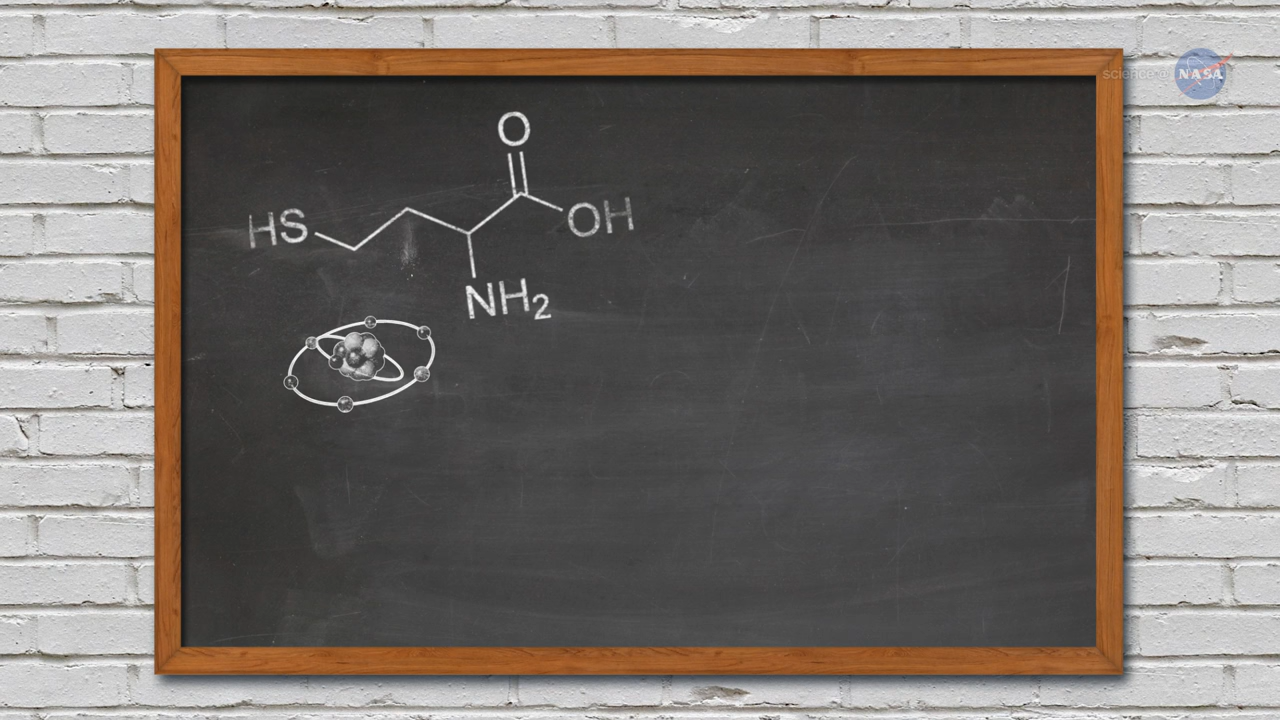 science@
NASA
O
HS
OH
NH₂